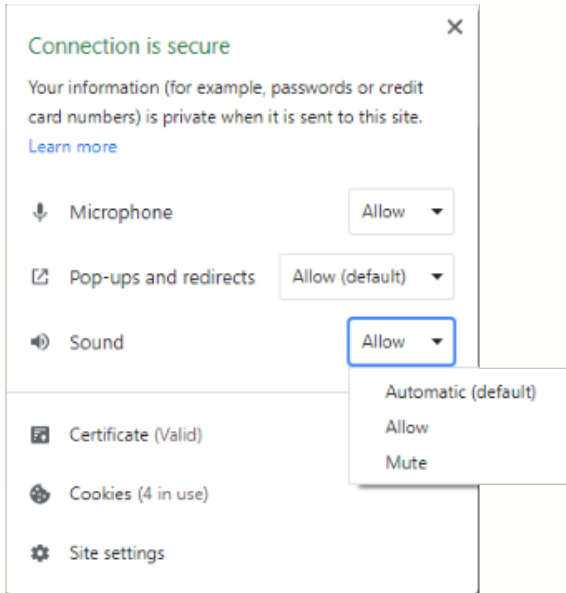 Connection is secure
Your information (for example, passwords or credit
card numbers) is private when it is sent to this site.
Learn more
Microphone
Allow
Pop-ups and redirects
Allow (default)
Sound
Allow
Automatic (default)
Allow
Mute
Certificate (Valid)
Cookies (4 in use)
Site settings